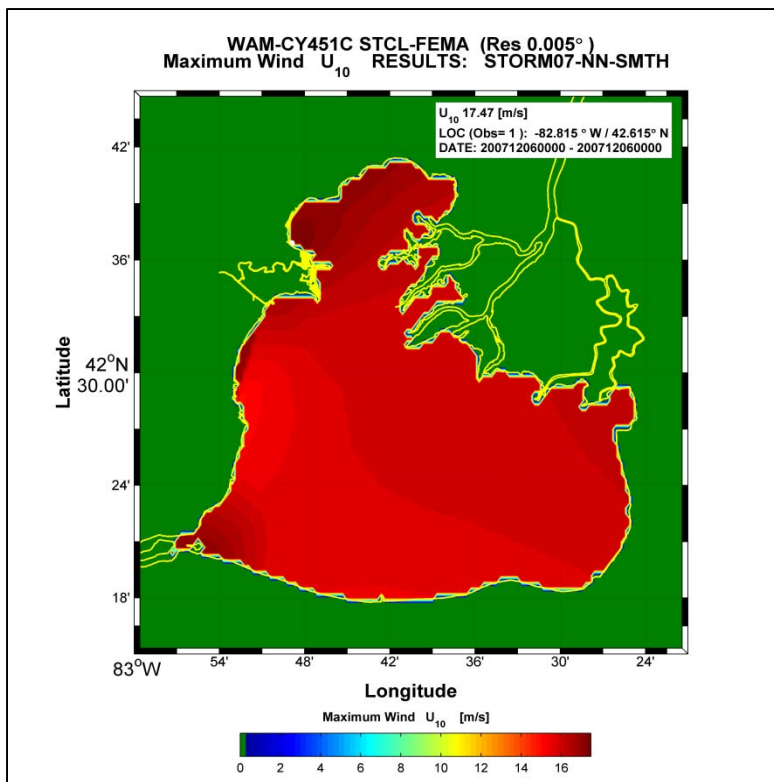 WAM-CY451C STCL-FEMA (Res 0.005° )
Maximum Wind U10 RESULTS: STORM07-NN-SMTH
U10 17.47 [m/s]
LOC (Obs= 1 ): -82.815 ° W / 42.615° N
DATE: 200712060000 - 200712060000
42'
36'
42°N
30.00'
24'
18'
Latitude
83°W
54'
48'
42'
36'
30'
24'
Longitude
Maximum Wind U10 [m/s]
0 2 4 6 8 10 12 14 16